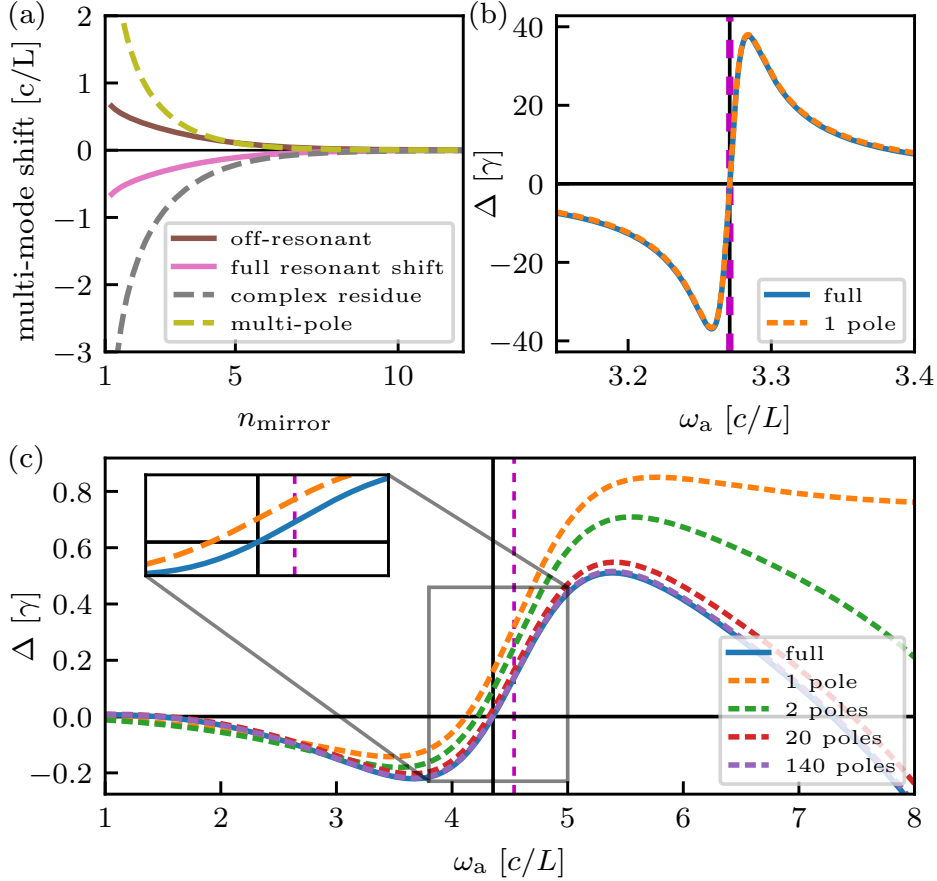 (a)
multi-mode shift [c/L]
2
1
0
−1
−2
−3
off-resonant
full resonant shift
complex residue
multi-pole
1
5
10
n_mirror
(b)
Δ [γ]
40
20
0
−20
−40
full
1 pole
3.2
3.3
3.4
ω_a [c/L]
(c)
Δ [γ]
0.8
0.6
0.4
0.2
0.0
−0.2
full
1 pole
2 poles
20 poles
140 poles
1
2
3
4
5
6
7
8
ω_a [c/L]